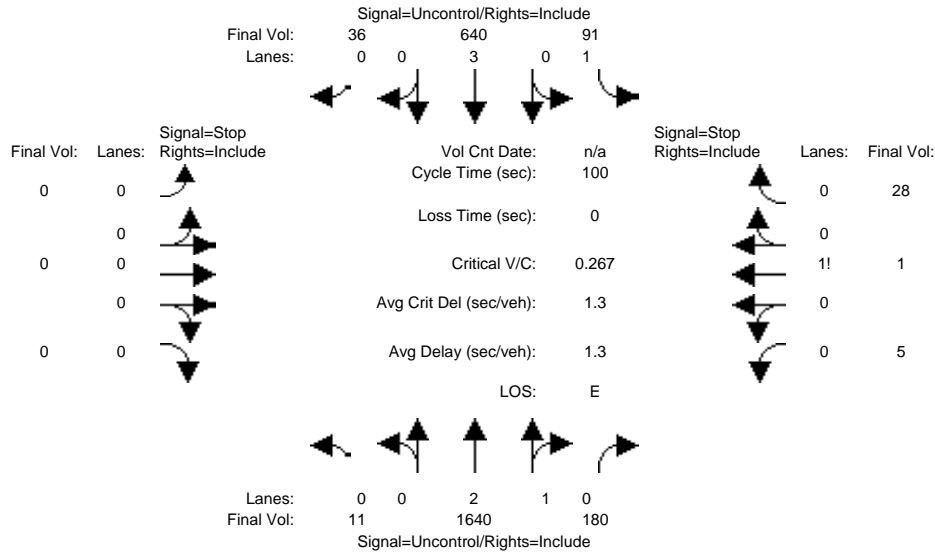 Signal=Uncontrol/Rights=Include
Final Vol: 36 640 91
Lanes: 0 0 3 0 1
Signal=Stop Signal=Stop
Final Vol: Lanes: Rights=Include Vol Cnt Date: n/a Rights=Include Lanes: Final Vol:
Cycle Time (sec): 100
0 0 0 28
Loss Time (sec): 0
0 0
0 0 Critical V/C: 0.267 1! 1
0 Avg Crit Del (sec/veh): 1.3 0
0 0 Avg Delay (sec/veh): 1.3 0 5
LOS: E
Lanes: 0 0 2 1 0
Final Vol: 11 1640 180
Signal=Uncontrol/Rights=Include